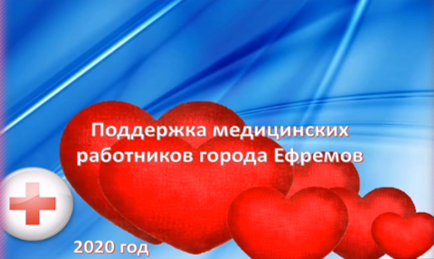 Поддержка медицинских
работников города Ефремов
2020 год